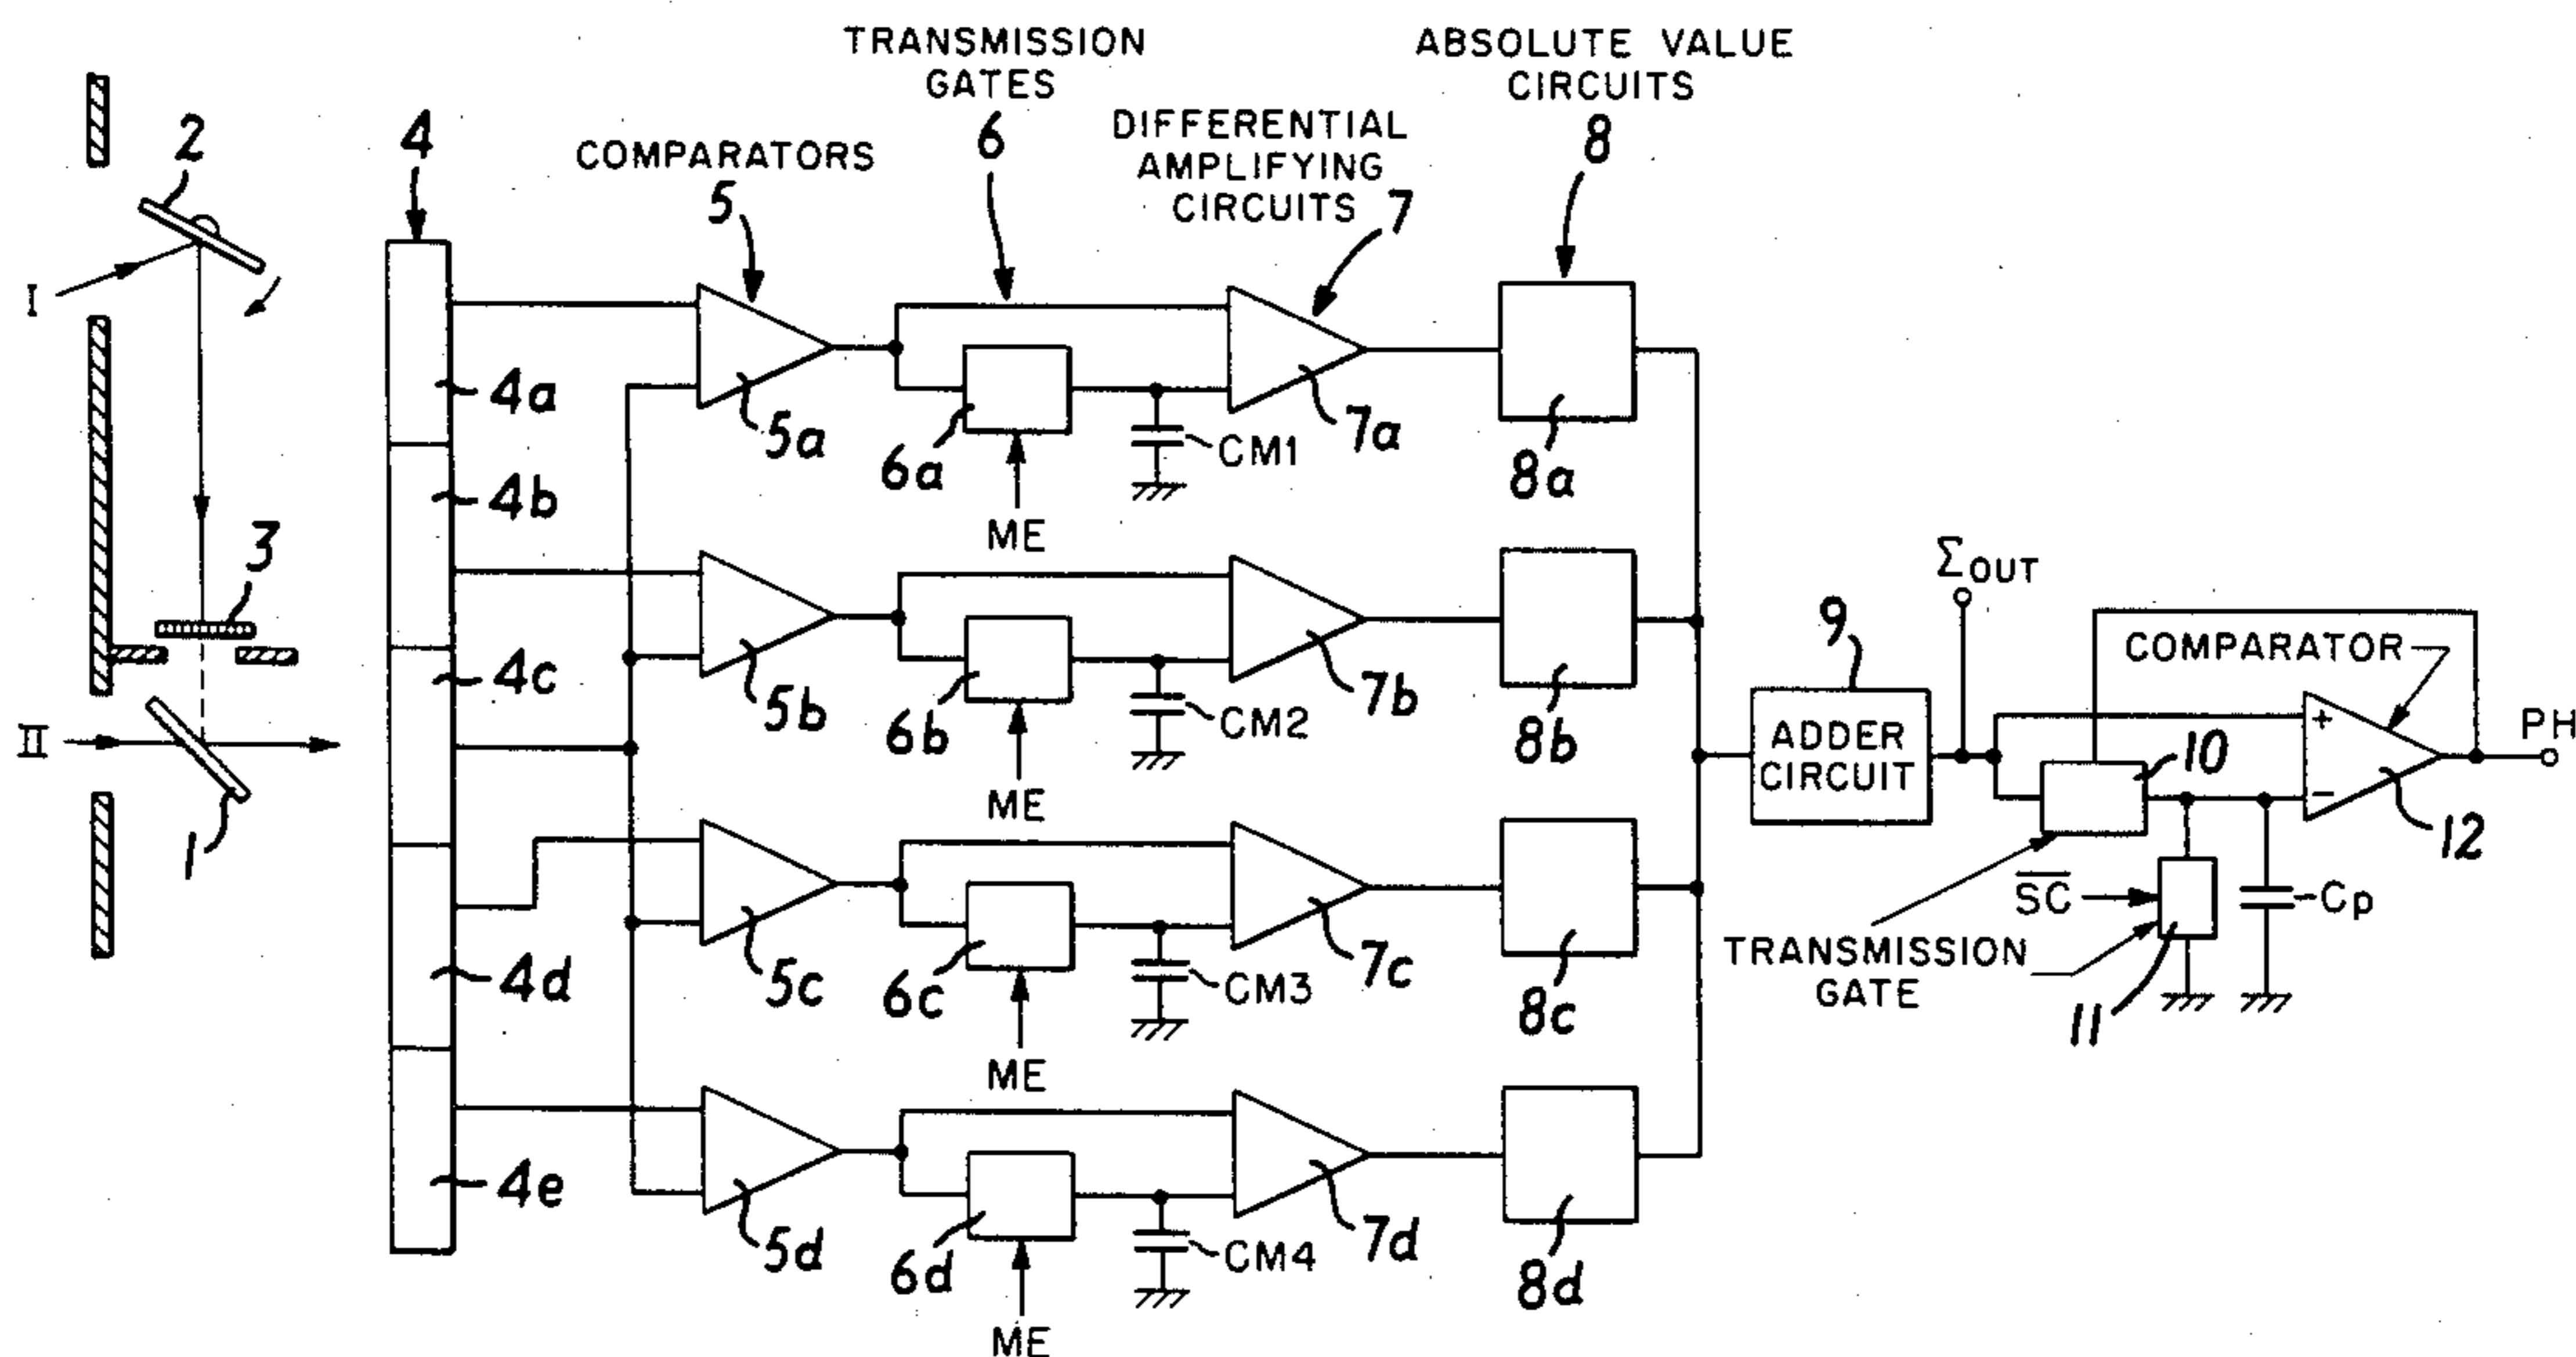 TRANSMISSION
GATES
6
ABSOLUTE VALUE
CIRCUITS
8
DIFFERENTIAL
AMPLIFYING
CIRCUITS
7
COMPARATORS
5
2
4
I
4a
5a
6a
CM1
7a
8a
4b
ME
3
Σ OUT
4c
5b
6b
CM2
7b
8b
9
COMPARATOR
II
ME
ADDER
CIRCUIT
10
+
−
PH
12
1
4d
5c
6c
CM3
7c
8c
SC̅
Cp
TRANSMISSION
GATE
11
ME
4e
5d
6d
CM4
7d
8d
ME